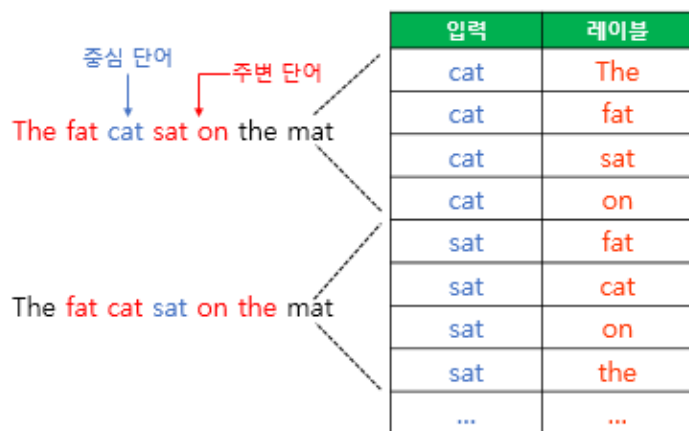 중심 단어
주변 단어
The fat cat sat on the mat
The fat cat sat on the mat
입력 레이블
cat The
cat fat
cat sat
cat on
sat fat
sat cat
sat on
sat the
... ...